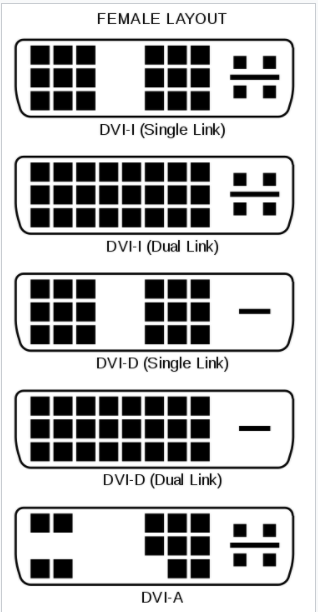 FEMALE LAYOUT
DVI-I (Single Link)
DVI-I (Dual Link)
DVI-D (Single Link)
DVI-D (Dual Link)
DVI-A